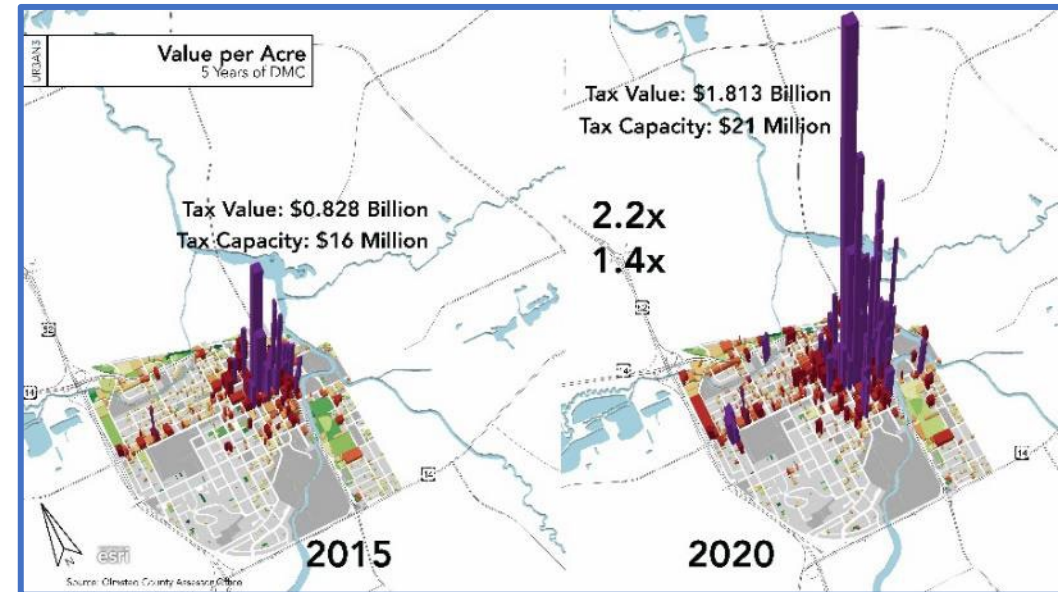 URBAN3
Value per Acre
5 Years of DMC
Tax Value: $0.828 Billion
Tax Capacity: $16 Million
14
14
esri
N
2015
Source: Olmsted County Assessor Office
Tax Value: $1.813 Billion
Tax Capacity: $21 Million
2.2x
1.4x
14
14
2020